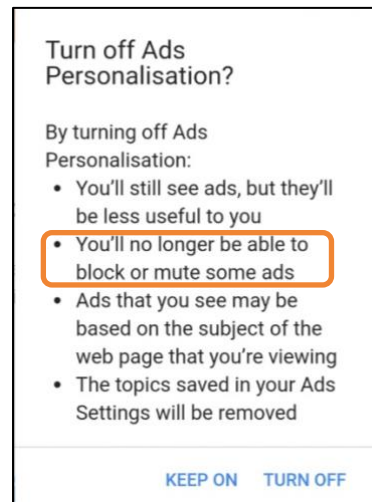 Turn off Ads
Personalisation?
By turning off Ads
Personalisation:
• You'll still see ads, but they'll
be less useful to you
• You'll no longer be able to
block or mute some ads
• Ads that you see may be
based on the subject of the
web page that you're viewing
• The topics saved in your Ads
Settings will be removed
KEEP ON TURN OFF